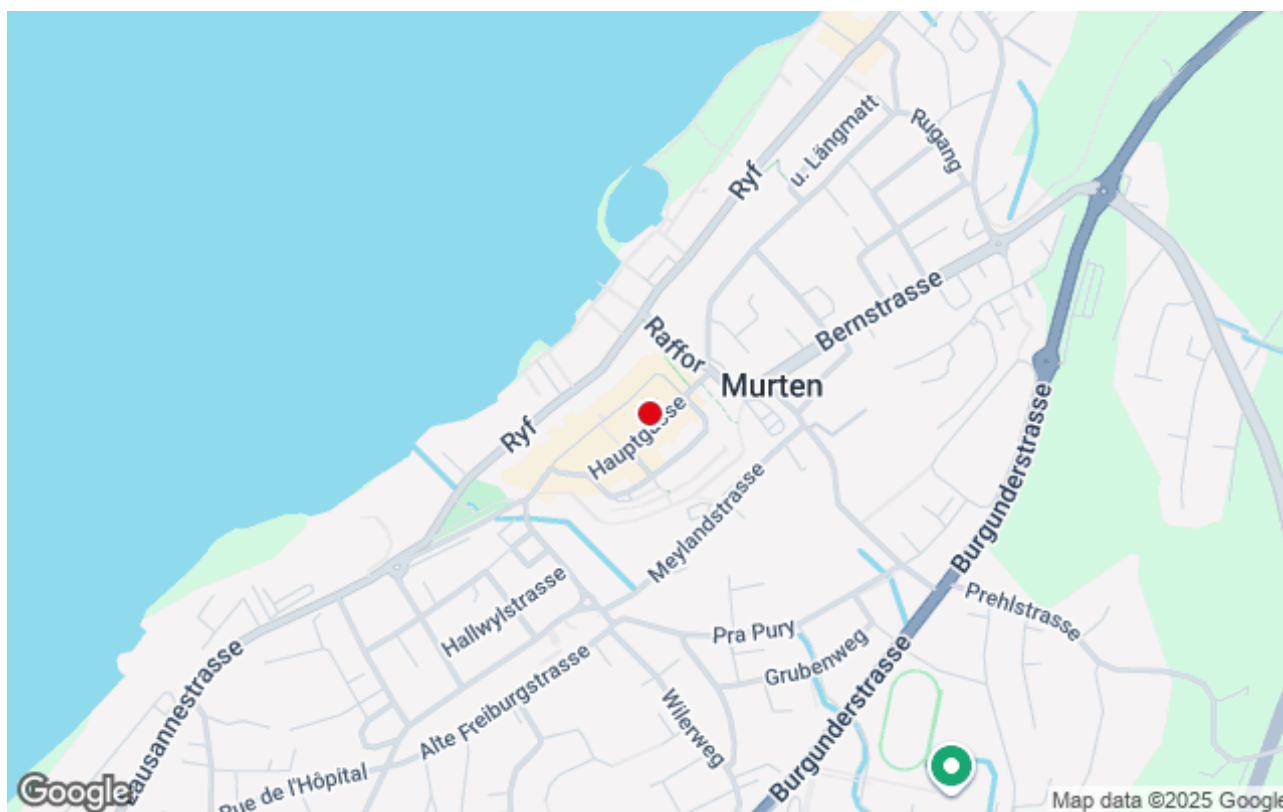 u. Längmatt
Rugang
Ryf
Bernstrasse
Raffor
Murten
Hauptgasse
Ryf
Meylandstrasse
Burgunderstrasse
Prehlstrasse
Hallwylstrasse
Pra Pury
Grubenweg
Lausannestrasse
Alte Freiburgstrasse
Wilerweg
Burgunderstrasse
Rue de l'Hôpital
Google
Map data ©2025 Google